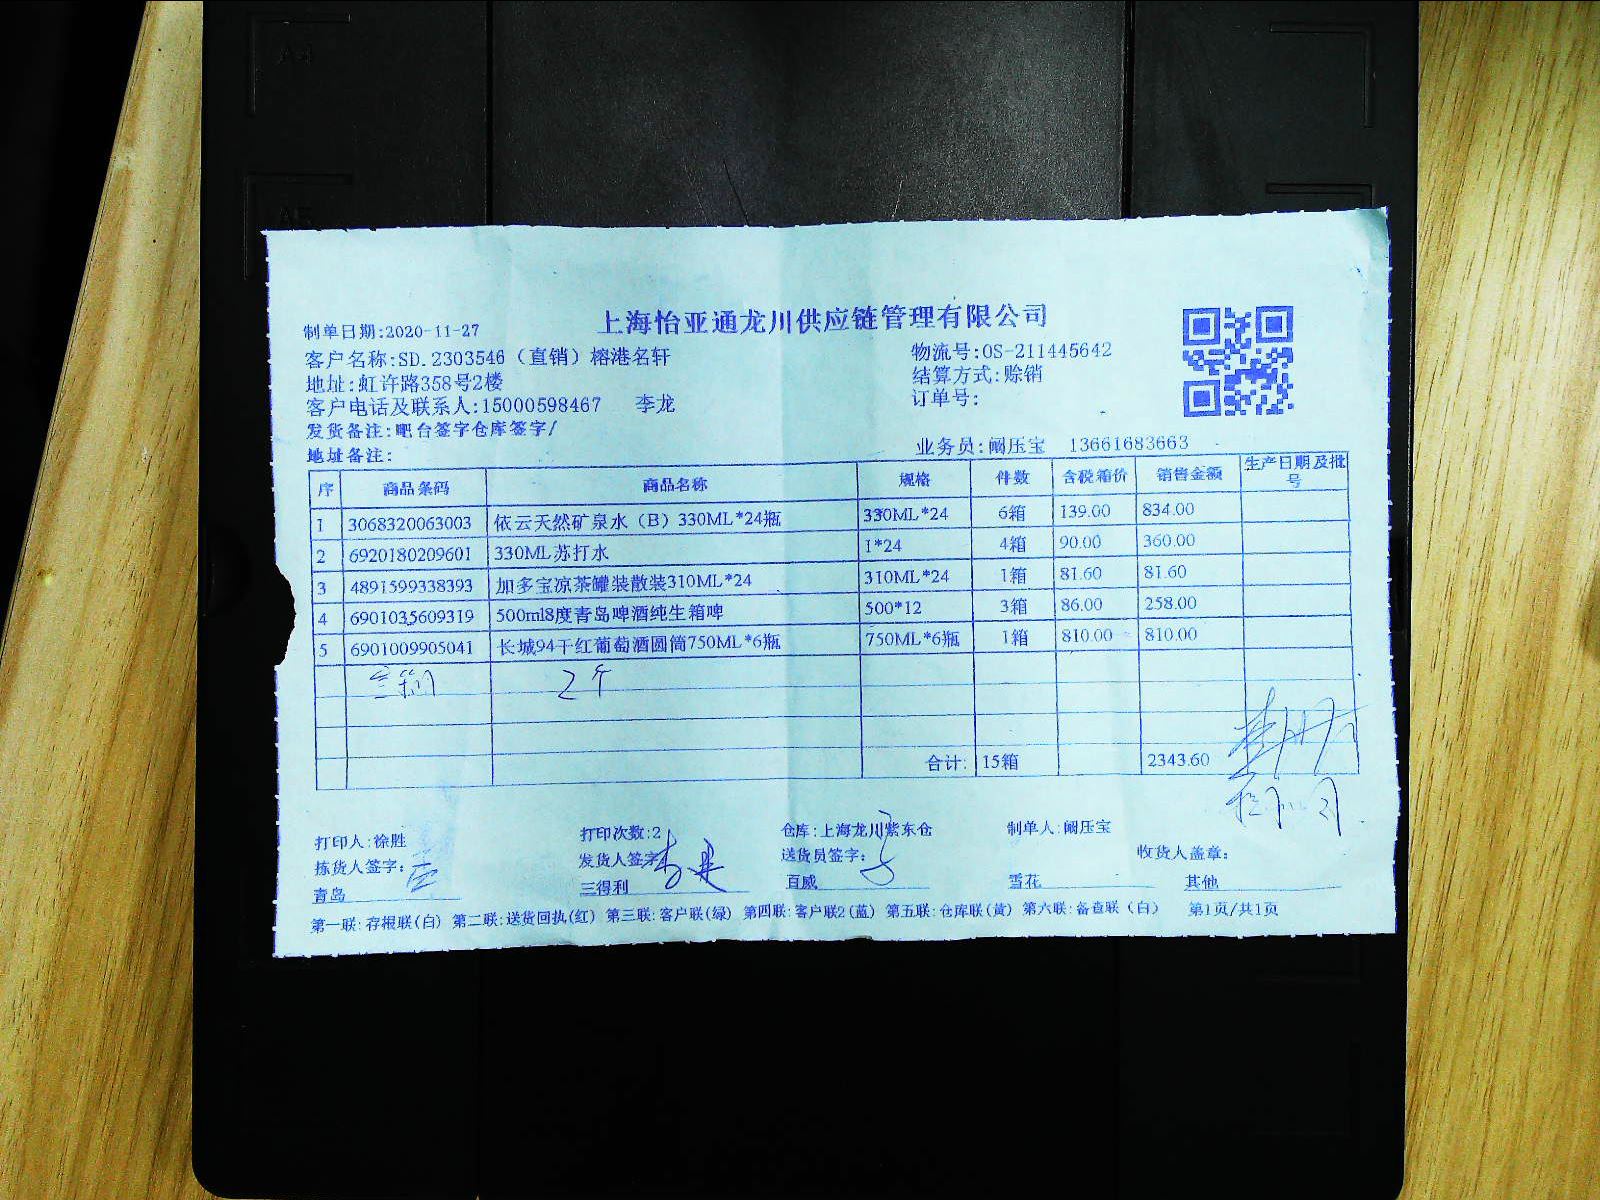 上海怡亚通龙川供应链管理有限公司
制单日期:2020-11-27
客户名称:SD.2303546（直销）榕港名轩 物流号:OS-211445642
地址:虹许路358号2楼 结算方式:赊销
客户电话及联系人:15000598467 李龙 订单号:
发货备注:吧台签字仓库签字/
地址备注: 业务员:阚压宝 13661683663
序 商品条码 商品名称 规格 件数 含税箱价 销售金额 生产日期及批号
1 3068320063003 依云天然矿泉水（B）330ML*24瓶 330ML*24 6箱 139.00 834.00
2 6920180209601 330ML苏打水 1*24 4箱 90.00 360.00
3 4891599338393 加多宝凉茶罐装散装310ML*24 310ML*24 1箱 81.60 81.60
4 6901035609319 500ml8度青岛啤酒纯生箱啤 500*12 3箱 86.00 258.00
5 6901009905041 长城94干红葡萄酒圆筒750ML*6瓶 750ML*6瓶 1箱 810.00 810.00
2个
合计: 15箱 2343.60
打印人:徐胜 打印次数:2 仓库:上海龙川紫东仓 制单人:阚压宝
拣货人签字: 发货人签字: 送货员签字: 收货人盖章:
青岛 三得利 百威 雪花 其他
第一联:存根联(白) 第二联:送货回执(红) 第三联:客户联(绿) 第四联:客户联2(蓝) 第五联:仓库联(黄) 第六联:备查联（白） 第1页/共1页
A4
A5